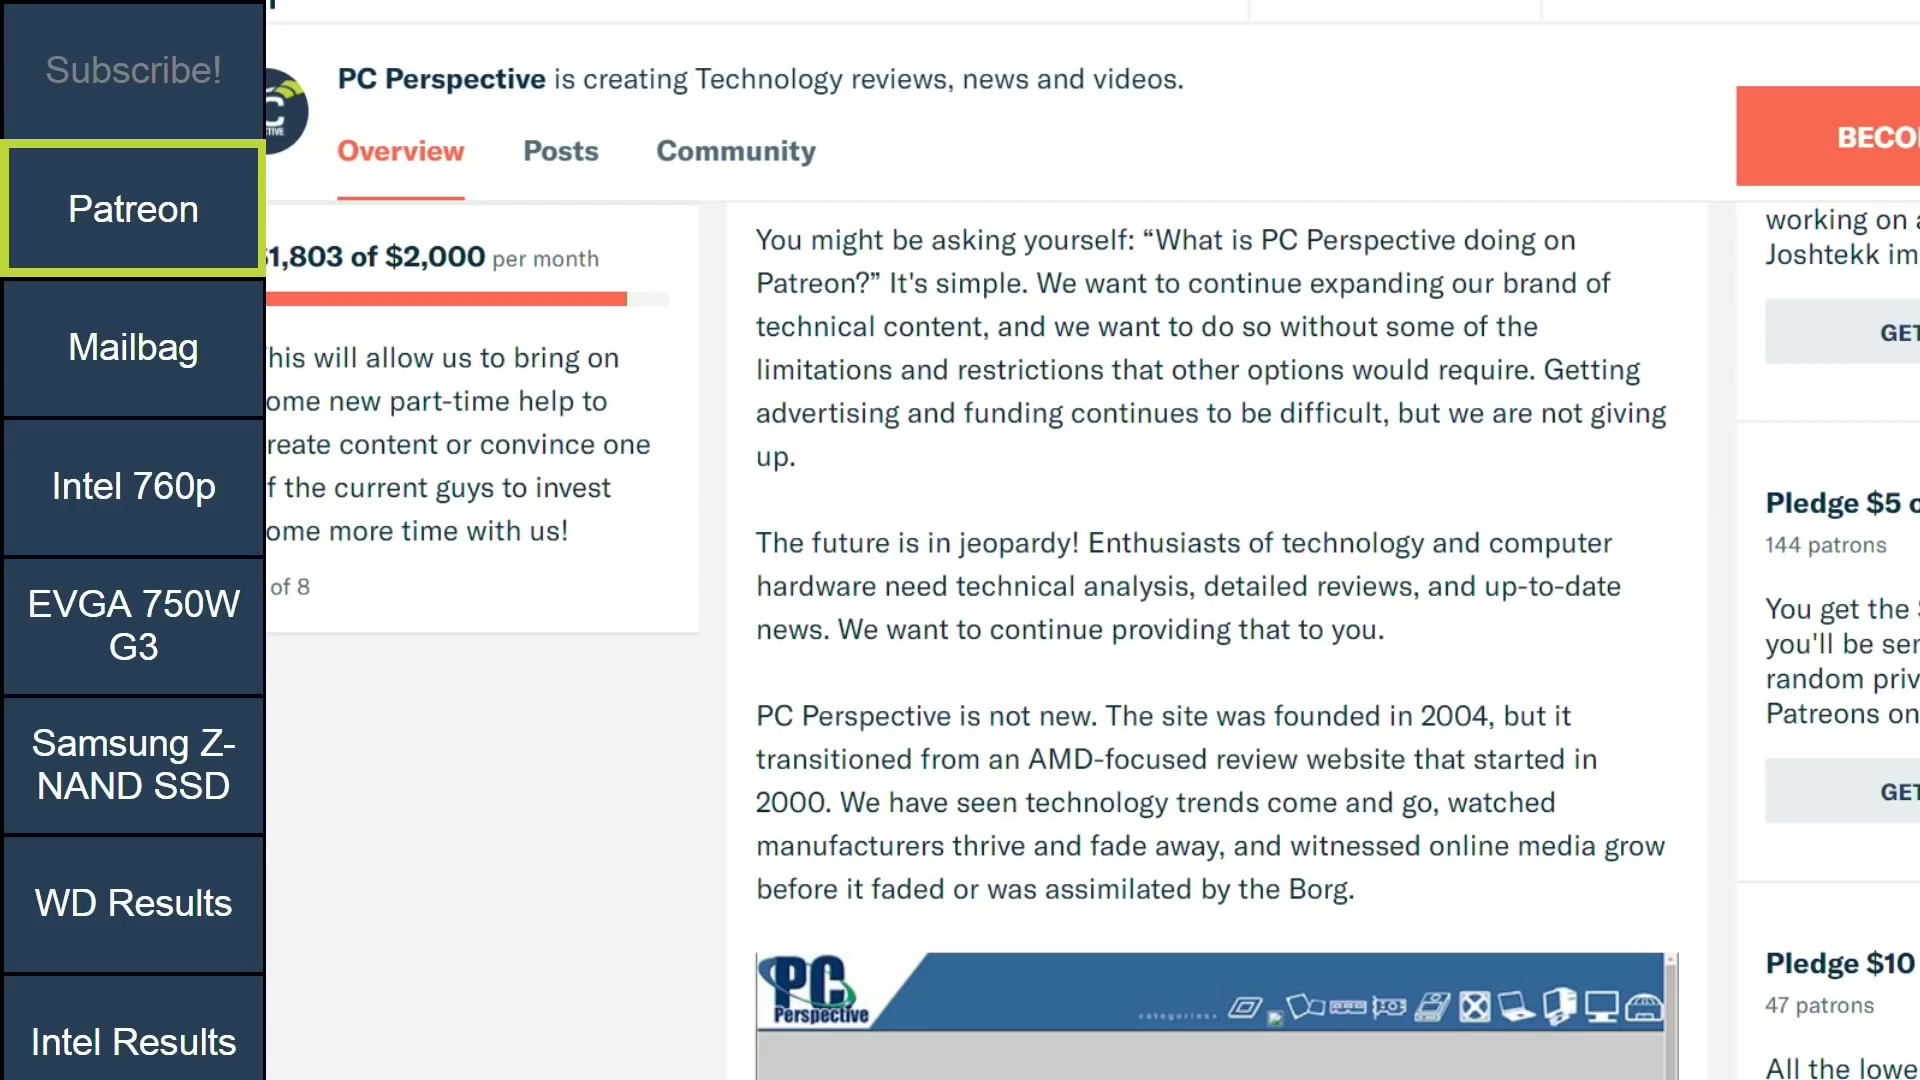 Subscribe!
Patreon
Mailbag
Intel 760p
EVGA 750W
G3
Samsung Z-
NAND SSD
WD Results
Intel Results
PC Perspective is creating Technology reviews, news and videos.
Overview Posts Community
BECO
1,803 of $2,000 per month
his will allow us to bring on
ome new part-time help to
reate content or convince one
f the current guys to invest
ome more time with us!
of 8
You might be asking yourself: “What is PC Perspective doing on
Patreon?” It's simple. We want to continue expanding our brand of
technical content, and we want to do so without some of the
limitations and restrictions that other options would require. Getting
advertising and funding continues to be difficult, but we are not giving
up.
The future is in jeopardy! Enthusiasts of technology and computer
hardware need technical analysis, detailed reviews, and up-to-date
news. We want to continue providing that to you.
PC Perspective is not new. The site was founded in 2004, but it
transitioned from an AMD-focused review website that started in
2000. We have seen technology trends come and go, watched
manufacturers thrive and fade away, and witnessed online media grow
before it faded or was assimilated by the Borg.
PC
Perspective
categories
working on a
Joshtekk im
GET
Pledge $5 o
144 patrons
You get the
you'll be ser
random priv
Patreons on
GET
Pledge $10
47 patrons
All the lowe